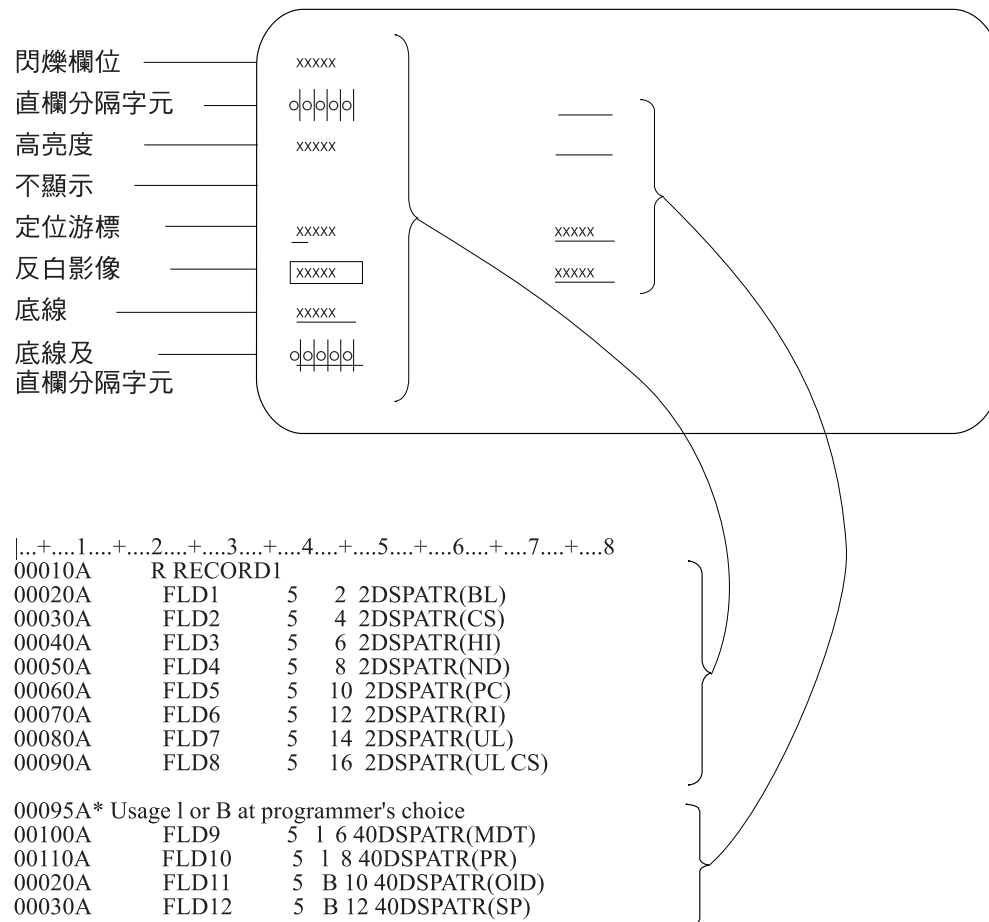 閃爍欄位 xxxxx
直欄分隔字元
高亮度 xxxxx
不顯示
定位游標 xxxxx xxxxx
反白影像 xxxxx xxxxx
底線 xxxxx
底線及
直欄分隔字元
|...+....1....+....2....+....3....+....4....+....5....+....6....+....7....+....8
00010A R RECORD1
00020A FLD1 5 2 2DSPATR(BL)
00030A FLD2 5 4 2DSPATR(CS)
00040A FLD3 5 6 2DSPATR(HI)
00050A FLD4 5 8 2DSPATR(ND)
00060A FLD5 5 10 2DSPATR(PC)
00070A FLD6 5 12 2DSPATR(RI)
00080A FLD7 5 14 2DSPATR(UL)
00090A FLD8 5 16 2DSPATR(UL CS)
00095A* Usage l or B at programmer's choice
00100A FLD9 5 l 6 40DSPATR(MDT)
00110A FLD10 5 l 8 40DSPATR(PR)
00020A FLD11 5 B 10 40DSPATR(OlD)
00030A FLD12 5 B 12 40DSPATR(SP)